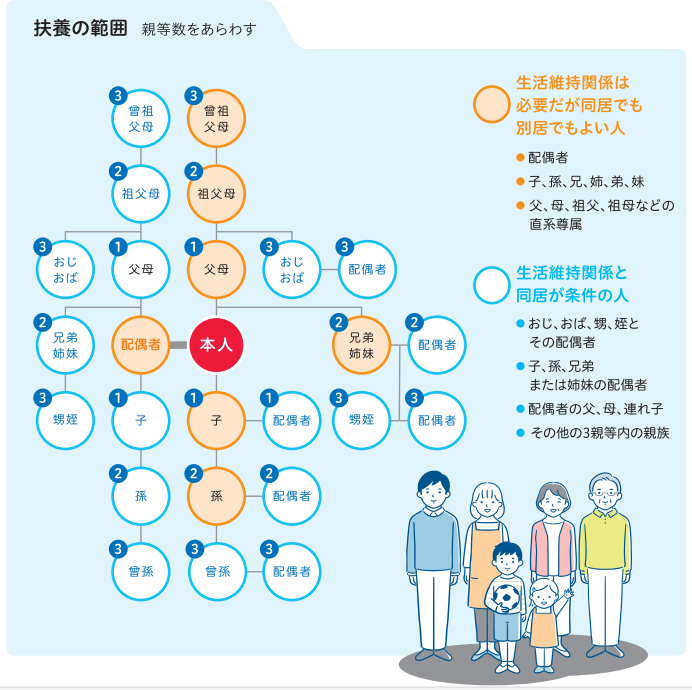 扶養の範囲 親等数をあらわす
3 曾祖父母
3 曾祖父母
2 祖父母
2 祖父母
3 おじおば
1 父母
1 父母
3 おじおば
3 配偶者
2 兄弟姉妹
配偶者
本人
2 兄弟姉妹
2 配偶者
3 甥姪
1 子
1 子
1 配偶者
3 甥姪
3 配偶者
2 孫
2 孫
2 配偶者
3 曾孫
3 曾孫
3 配偶者
生活維持関係は
必要だが同居でも
別居でもよい人
● 配偶者
● 子、孫、兄、姉、弟、妹
● 父、母、祖父、祖母などの
直系尊属
生活維持関係と
同居が条件の人
● おじ、おば、甥、姪と
その配偶者
● 子、孫、兄弟
または姉妹の配偶者
● 配偶者の父、母、連れ子
● その他の3親等内の親族